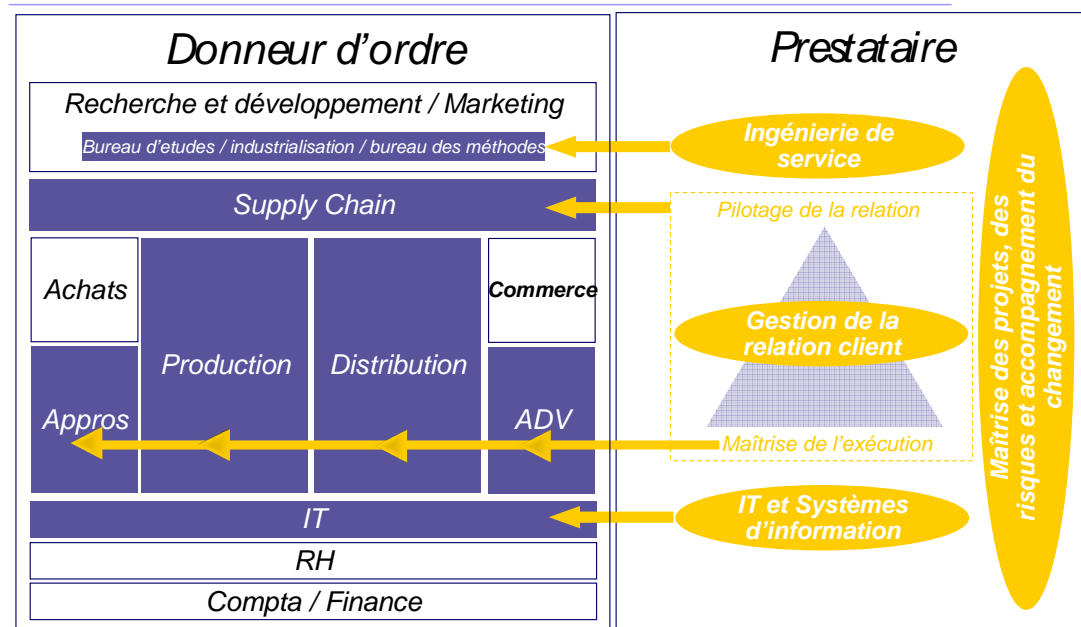 Donneur d'ordre
Recherche et développement / Marketing
Bureau d'etudes / industrialisation / bureau des méthodes
Supply Chain
Achats
Commerce
Production
Distribution
Appros
ADV
IT
RH
Compta / Finance
Prestataire
Ingénierie de
service
Pilotage de la relation
Gestion de la
relation client
Maîtrise de l'exécution
IT et Systèmes
d'information
Maîtrise des projets, des
risques et accompagnement du
changement